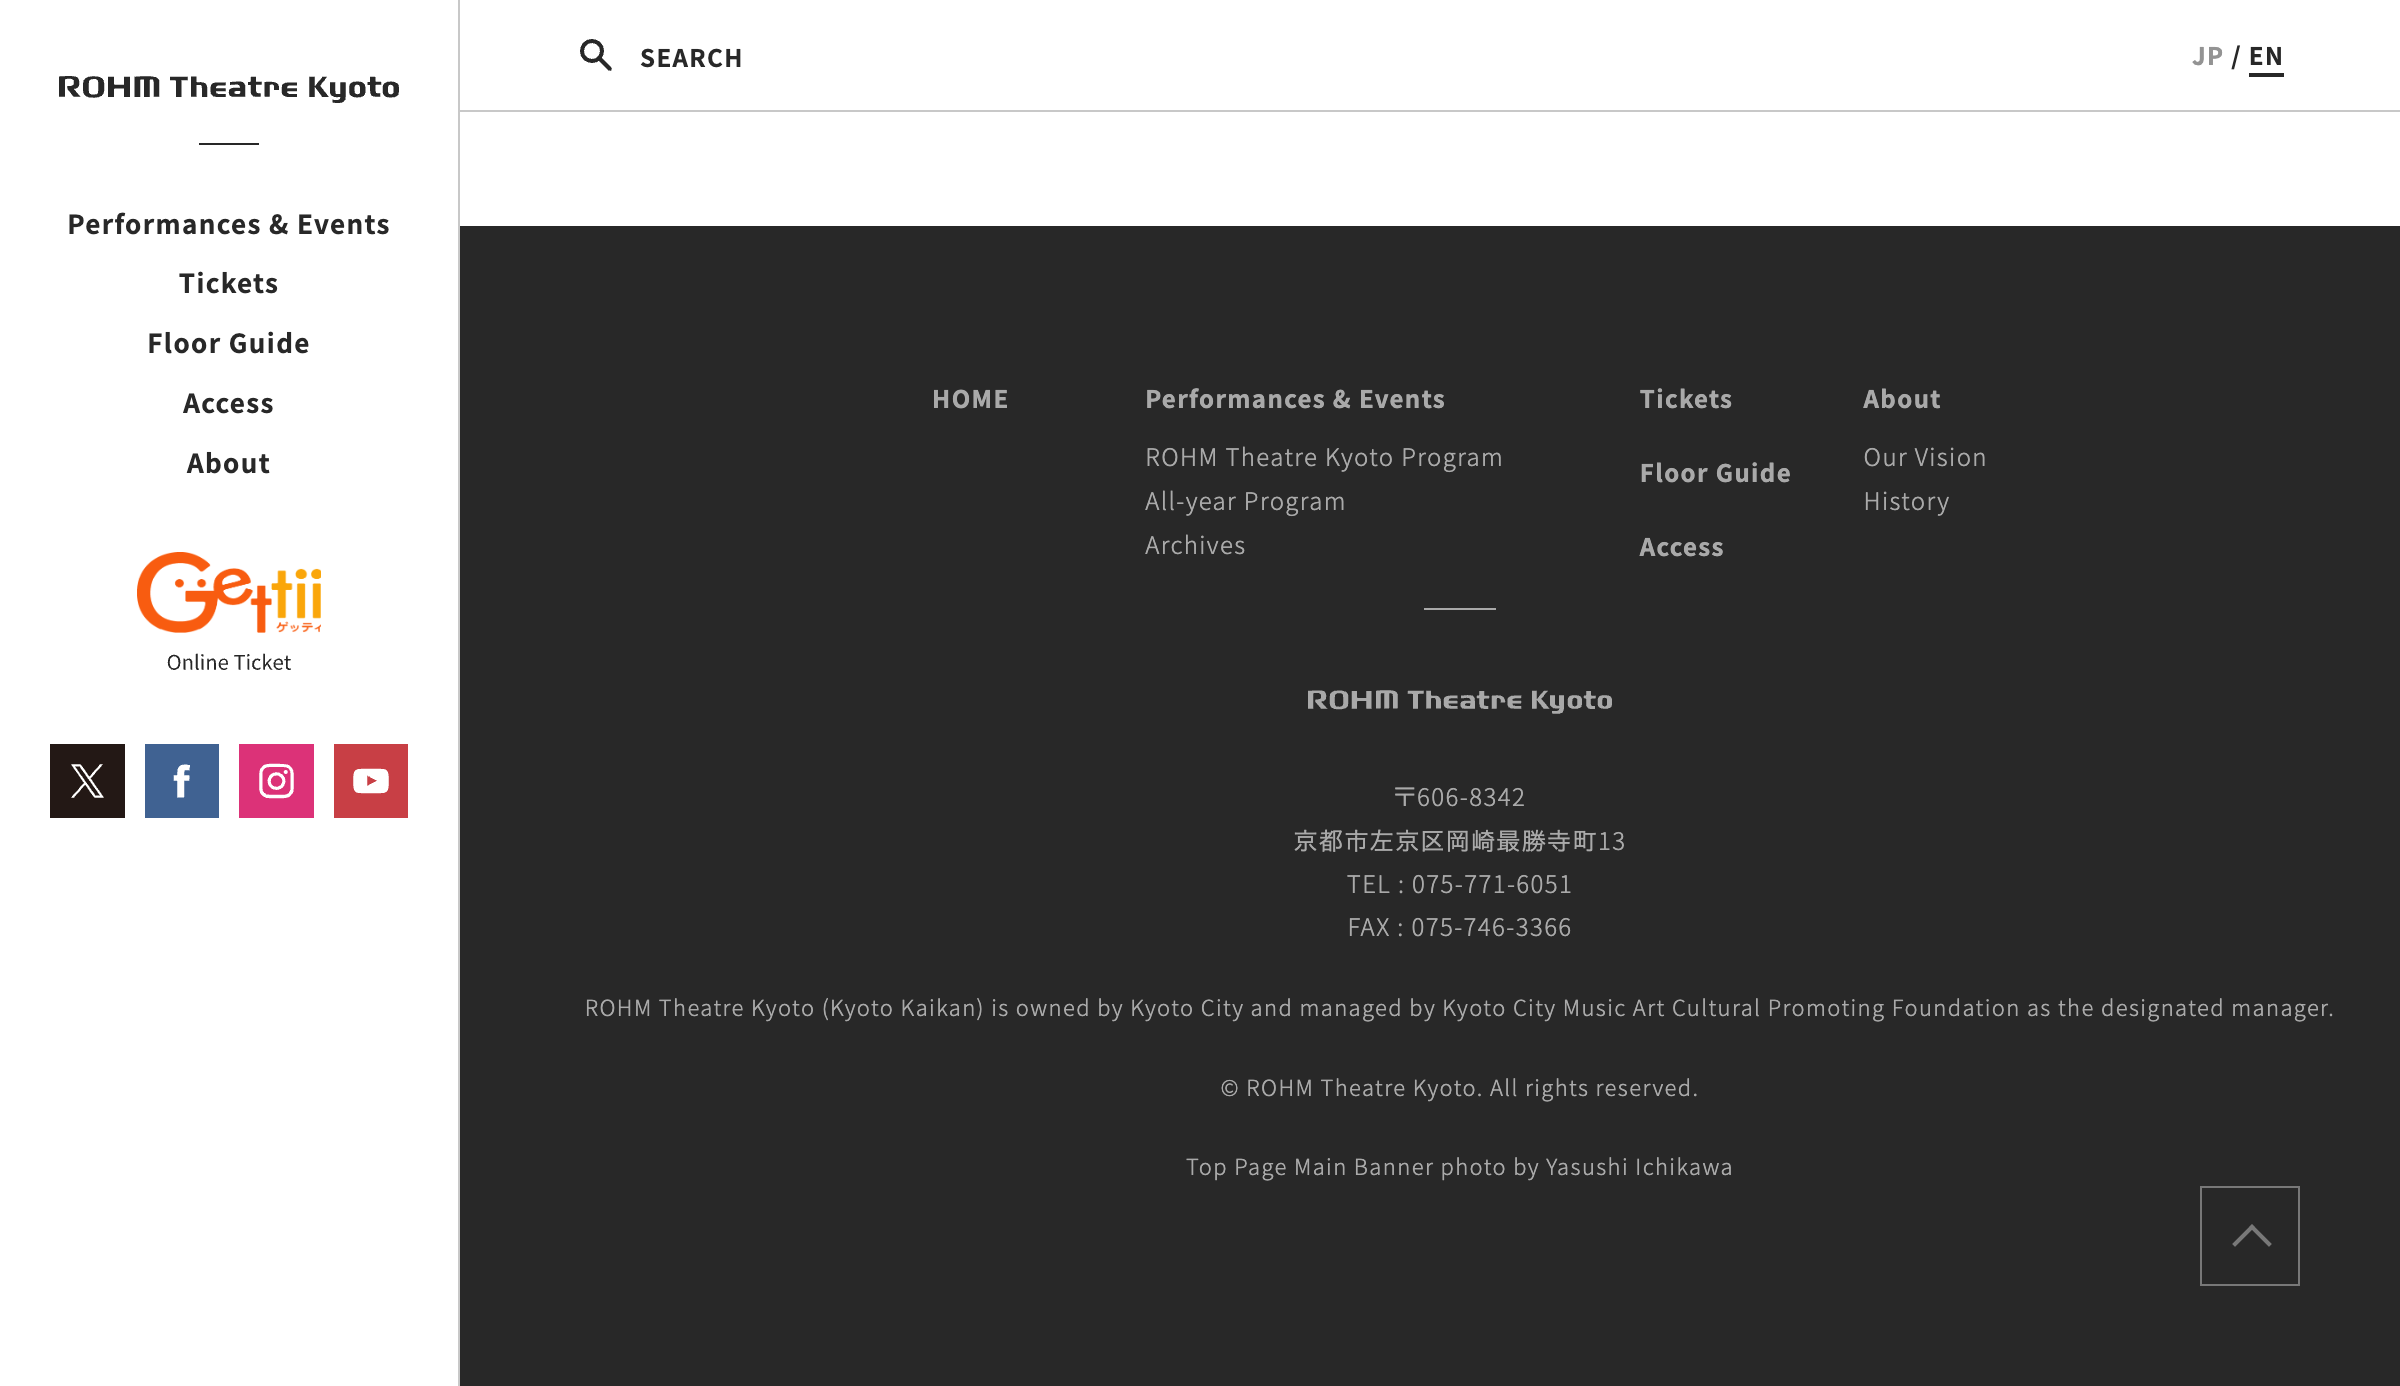 ROHM Theatre Kyoto
Performances & Events
Tickets
Floor Guide
Access
About
Gettii
ゲッティ
Online Ticket
SEARCH
JP / EN
HOME
Performances & Events
ROHM Theatre Kyoto Program
All-year Program
Archives
Tickets
Floor Guide
Access
About
Our Vision
History
ROHM Theatre Kyoto
〒606-8342
京都市左京区岡崎最勝寺町13
TEL : 075-771-6051
FAX : 075-746-3366
ROHM Theatre Kyoto (Kyoto Kaikan) is owned by Kyoto City and managed by Kyoto City Music Art Cultural Promoting Foundation as the designated manager.
© ROHM Theatre Kyoto. All rights reserved.
Top Page Main Banner photo by Yasushi Ichikawa